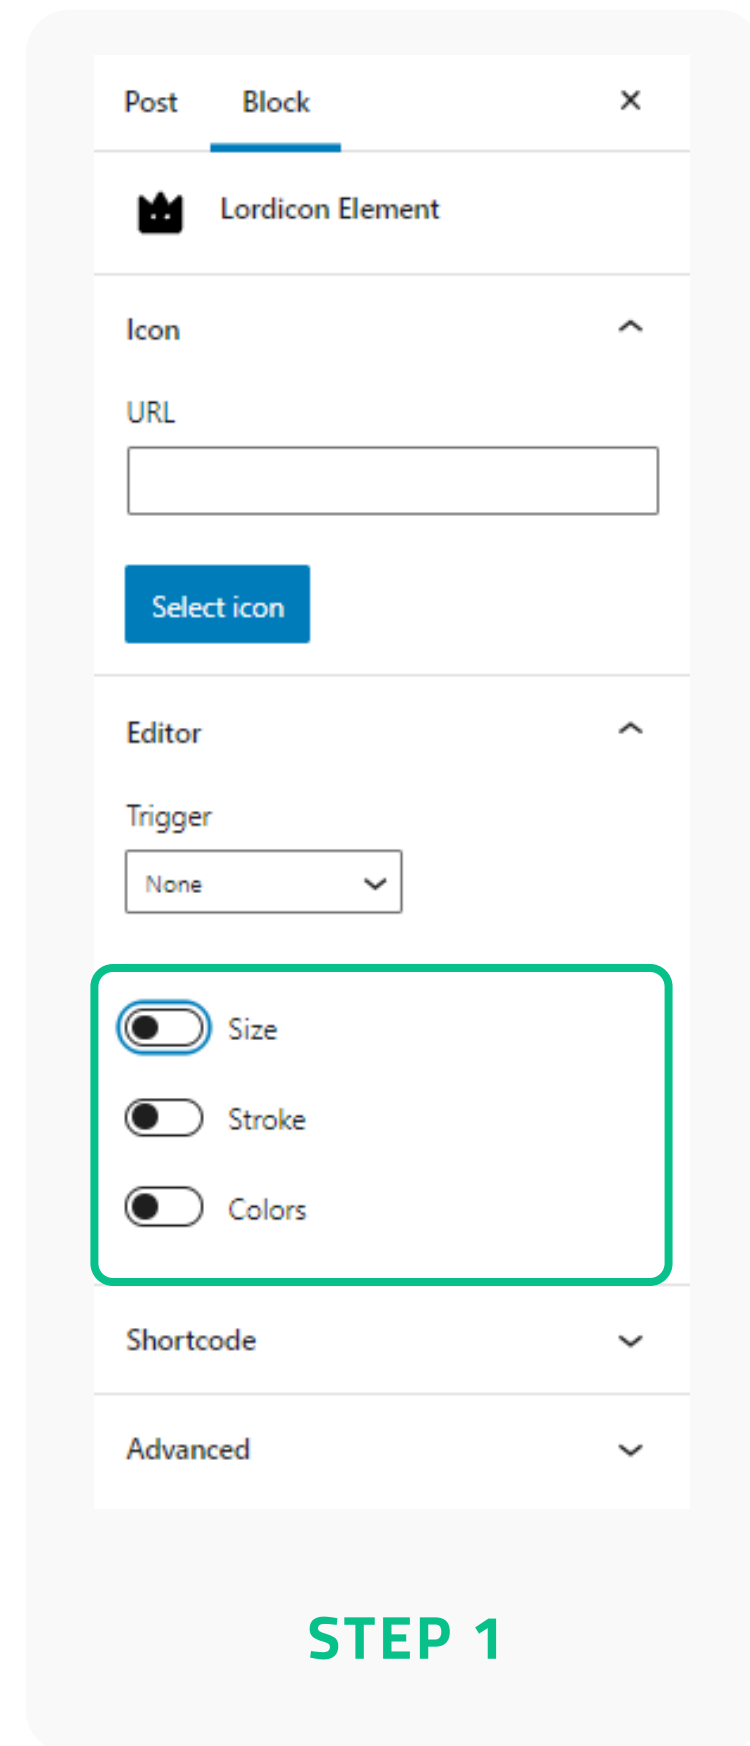 Post Block
Lordicon Element
Icon
URL
Select icon
Editor
Trigger
None
Size
Stroke
Colors
Shortcode
Advanced
STEP 1